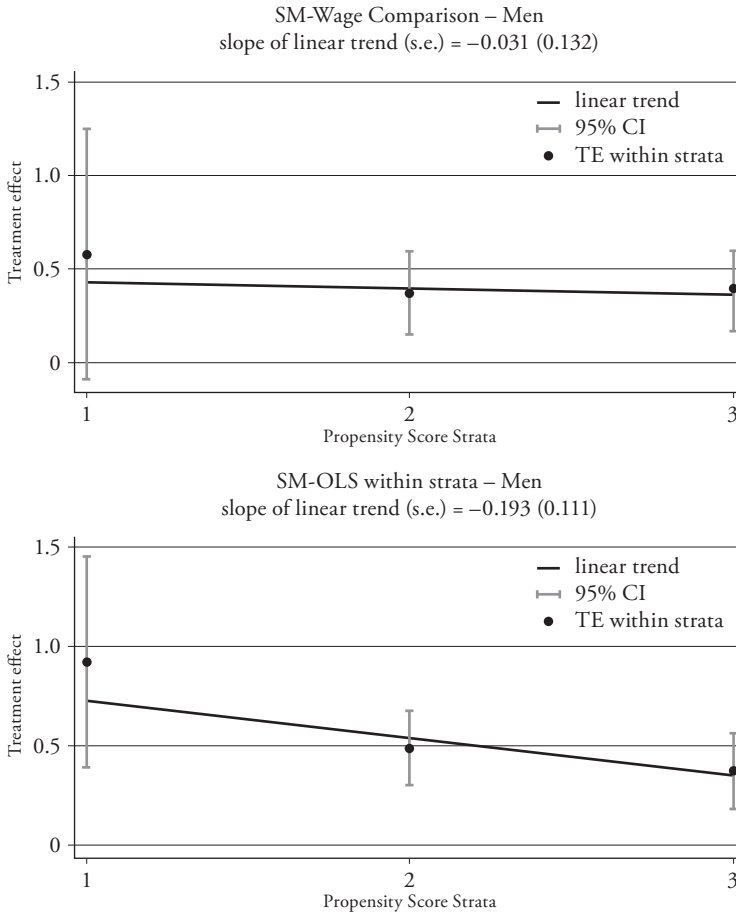 SM-Wage Comparison – Men
slope of linear trend (s.e.) = –0.031 (0.132)
1.5
linear trend
95% CI
TE within strata
1.0
Treatment effect
0.5
0
1
2
3
Propensity Score Strata
SM-OLS within strata – Men
slope of linear trend (s.e.) = –0.193 (0.111)
1.5
linear trend
95% CI
TE within strata
1.0
Treatment effect
0.5
0
1
2
3
Propensity Score Strata